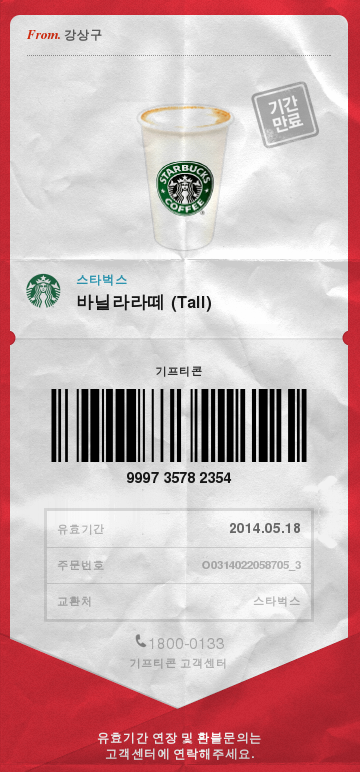 From. 강상구
기간
만료
STARBUCKS
COFFEE
스타벅스
바닐라라떼 (Tall)
기프티콘
9997 3578 2354
유효기간 2014.05.18
주문번호 O0314022058705_3
교환처 스타벅스
1800-0133
기프티콘 고객센터
유효기간 연장 및 환불문의는
고객센터에 연락해주세요.